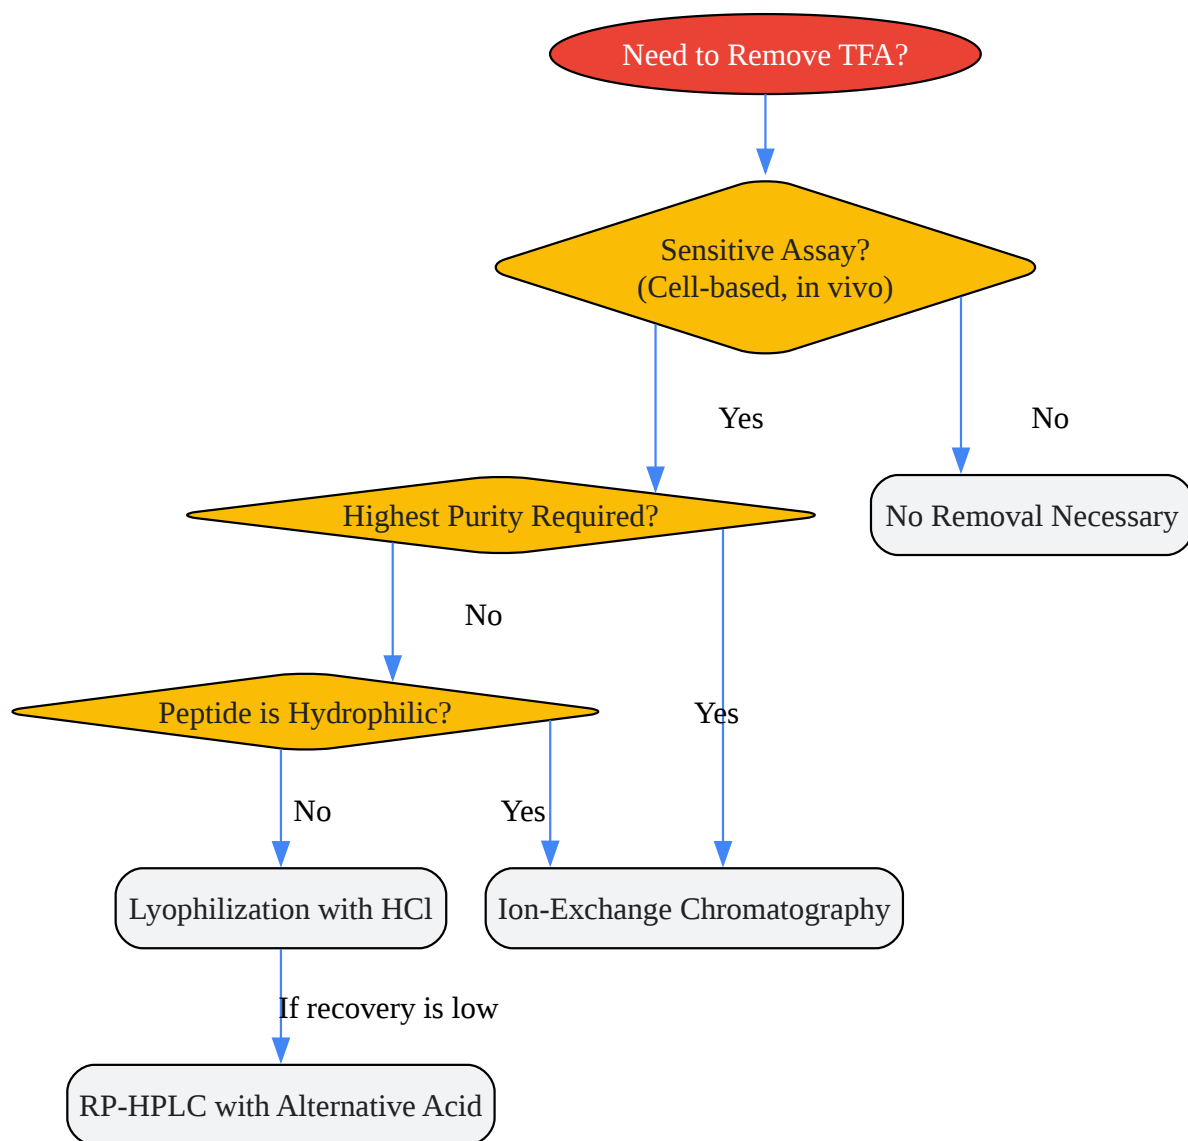 Need to Remove TFA?
Sensitive Assay?
(Cell-based, in vivo)
Yes
No
Highest Purity Required?
No Removal Necessary
No
Peptide is Hydrophilic?
Yes
No
Yes
Lyophilization with HCl
Ion-Exchange Chromatography
If recovery is low
RP-HPLC with Alternative Acid